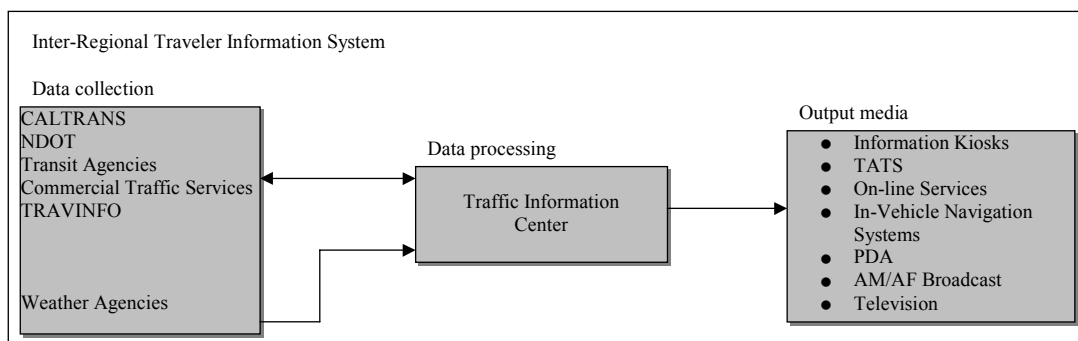 Inter-Regional Traveler Information System
Data collection
CALTRANS
NDOT
Transit Agencies
Commercial Traffic Services
TRAVINFO
Weather Agencies
Data processing
Traffic Information
Center
Output media
● Information Kiosks
● TATS
● On-line Services
● In-Vehicle Navigation
Systems
● PDA
● AM/AF Broadcast
● Television